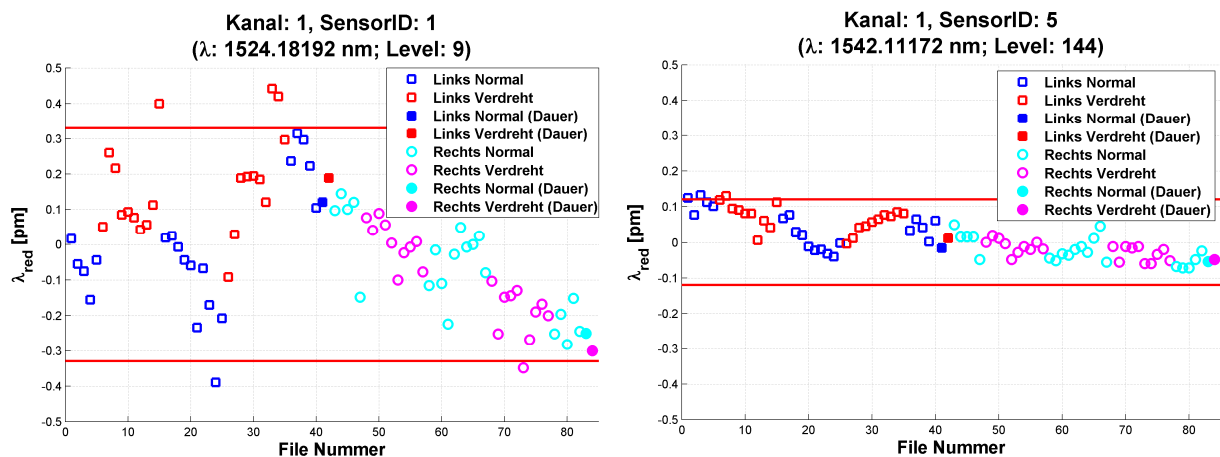 Kanal: 1, SensorID: 1
(λ: 1524.18192 nm; Level: 9)
0.5
0.4
0.3
0.2
0.1
0
-0.1
-0.2
-0.3
-0.4
0.5
λred [pm]
0 10 20 30 40 50 60 70 80
File Nummer
Links Normal
Links Verdreht
Links Normal (Dauer)
Links Verdreht (Dauer)
Rechts Normal
Rechts Verdreht
Rechts Normal (Dauer)
Rechts Verdreht (Dauer)
Kanal: 1, SensorID: 5
(λ: 1542.11172 nm; Level: 144)
0.5
0.4
0.3
0.2
0.1
0
-0.1
-0.2
-0.3
-0.4
0.5
λred [pm]
0 10 20 30 40 50 60 70 80
File Nummer
Links Normal
Links Verdreht
Links Normal (Dauer)
Links Verdreht (Dauer)
Rechts Normal
Rechts Verdreht
Rechts Normal (Dauer)
Rechts Verdreht (Dauer)